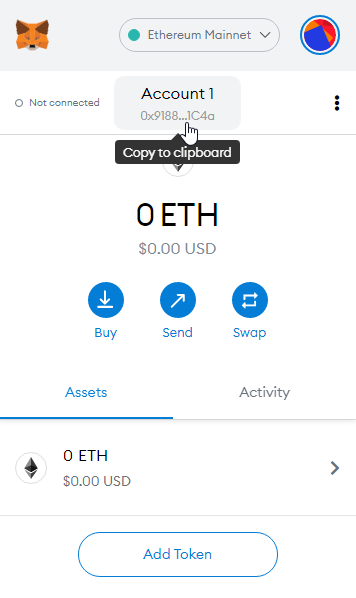 Ethereum Mainnet
Not connected
Account 1
0x9188...1C4a
Copy to clipboard
0 ETH
$0.00 USD
Buy
Send
Swap
Assets
Activity
0 ETH
$0.00 USD
Add Token